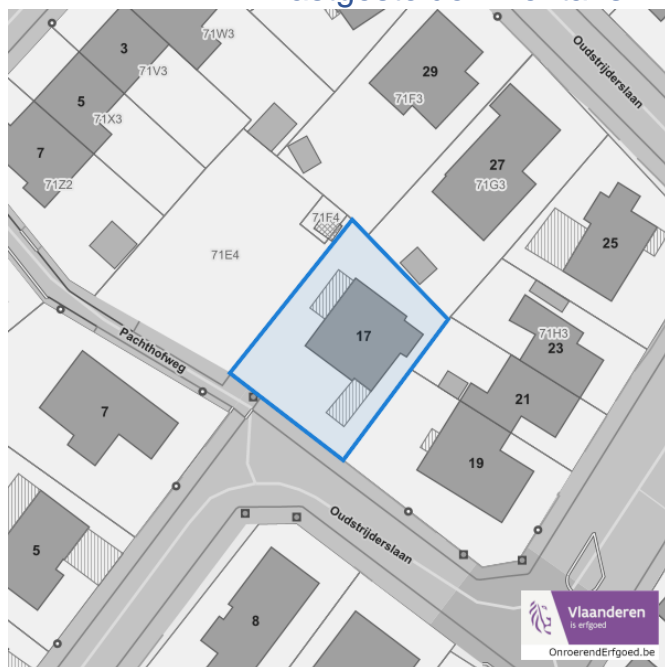 71W3
3
71V3
5
71X3
7
71Z2
29
71F3
Oudstrijderslaan
27
71G3
71F4
25
71E4
17
71H3
23
Pachthofweg
21
7
19
Oudstrijderslaan
5
8
Vlaanderen
is erfgoed
OnroerendErfgoed.be